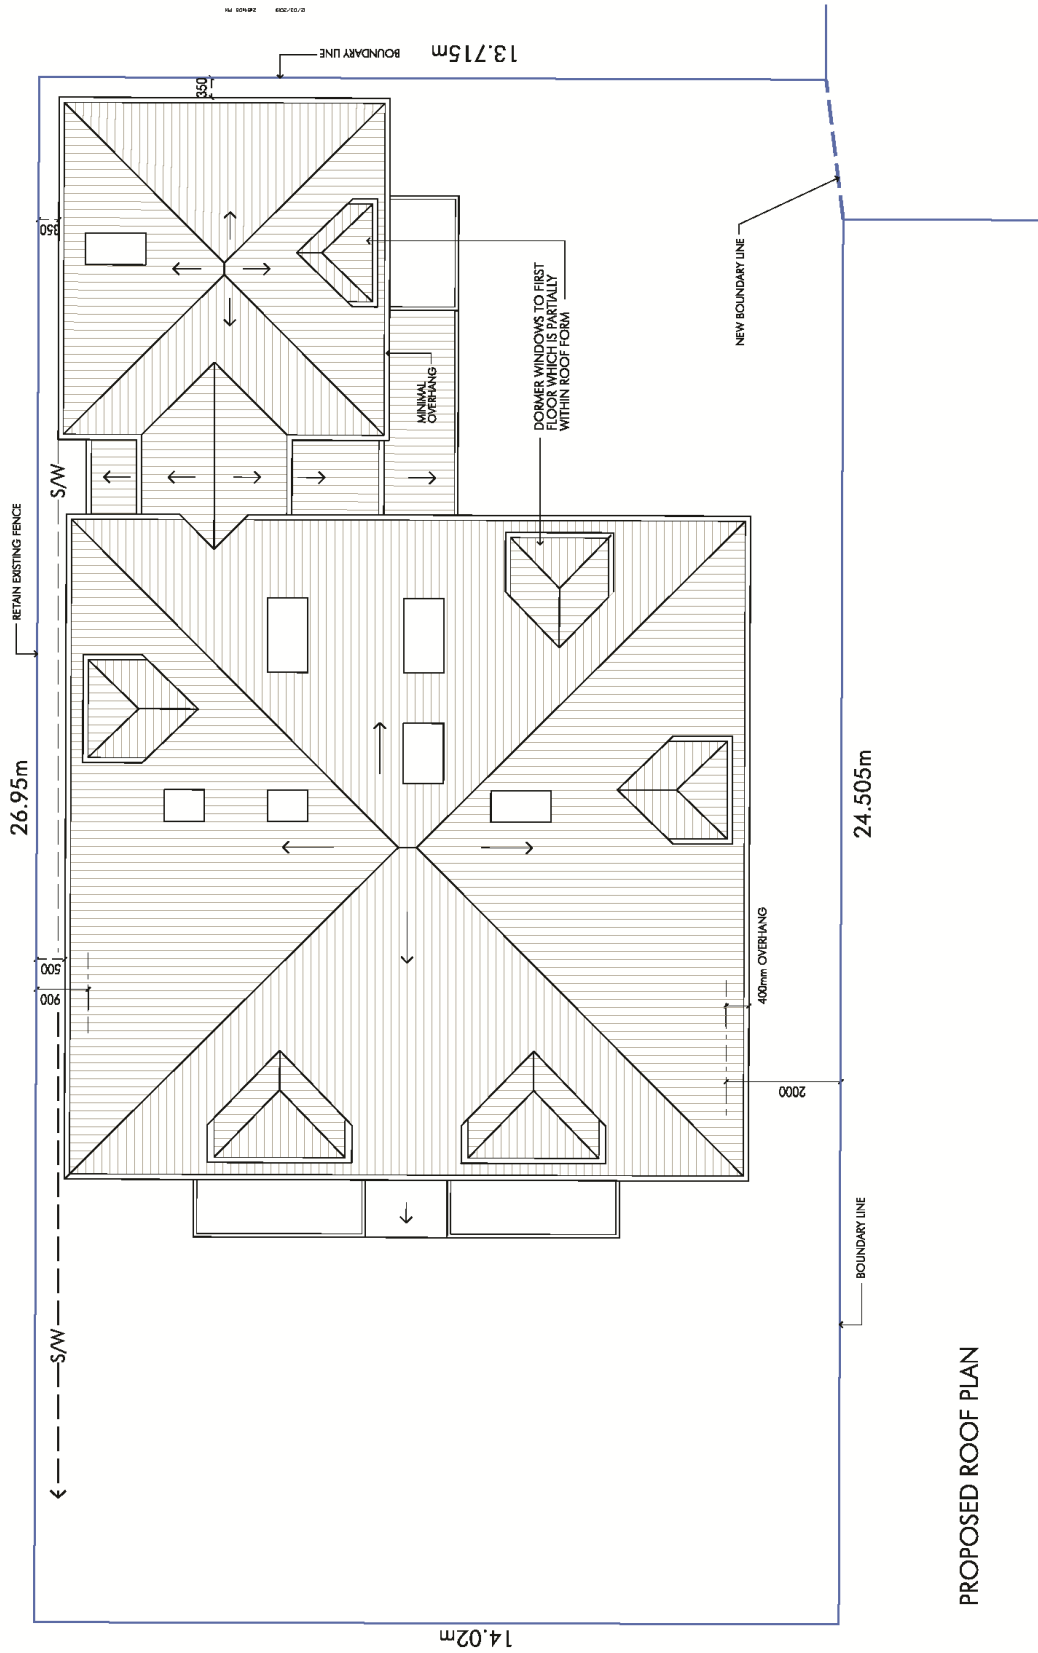 13.715m
BOUNDARY LINE
350
350
NEW BOUNDARY LINE
DORMER WINDOWS TO FIRST
FLOOR WHICH IS PARTIALLY
WITHIN ROOF FORM
MINIMAL
OVERHANG
S/W
RETAIN EXISTING FENCE
26.95m
24.505m
500
900
400mm OVERHANG
2000
BOUNDARY LINE
S/W
PROPOSED ROOF PLAN
14.02m